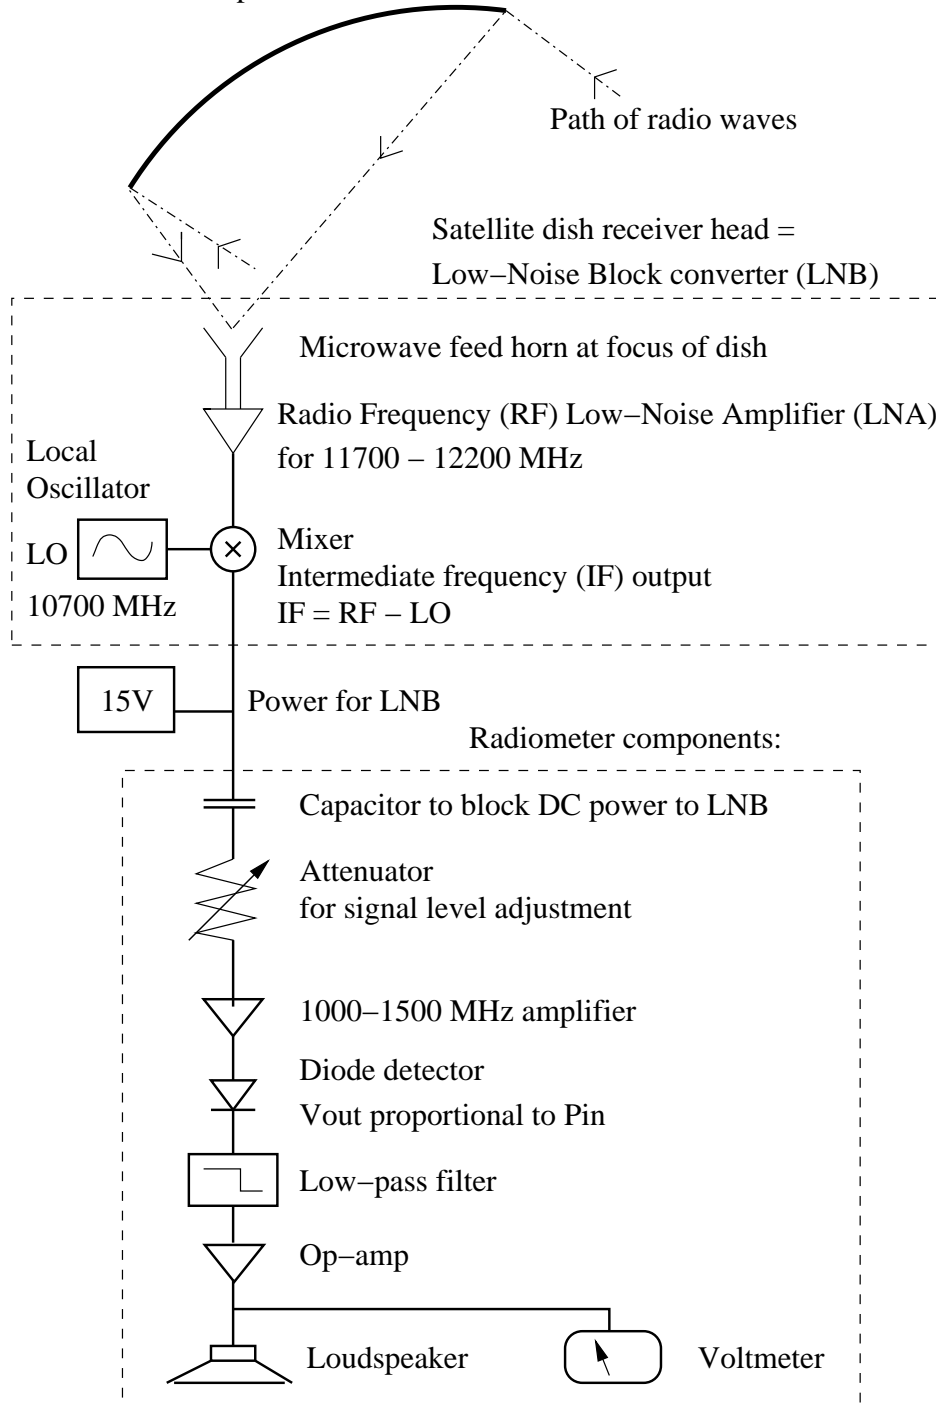 Path of radio waves
Satellite dish receiver head =
Low−Noise Block converter (LNB)
Microwave feed horn at focus of dish
Radio Frequency (RF) Low−Noise Amplifier (LNA)
for 11700 − 12200 MHz
Local
Oscillator
LO
10700 MHz
Mixer
Intermediate frequency (IF) output
IF = RF − LO
15V
Power for LNB
Radiometer components:
Capacitor to block DC power to LNB
Attenuator
for signal level adjustment
1000−1500 MHz amplifier
Diode detector
Vout proportional to Pin
Low−pass filter
Op−amp
Loudspeaker
Voltmeter